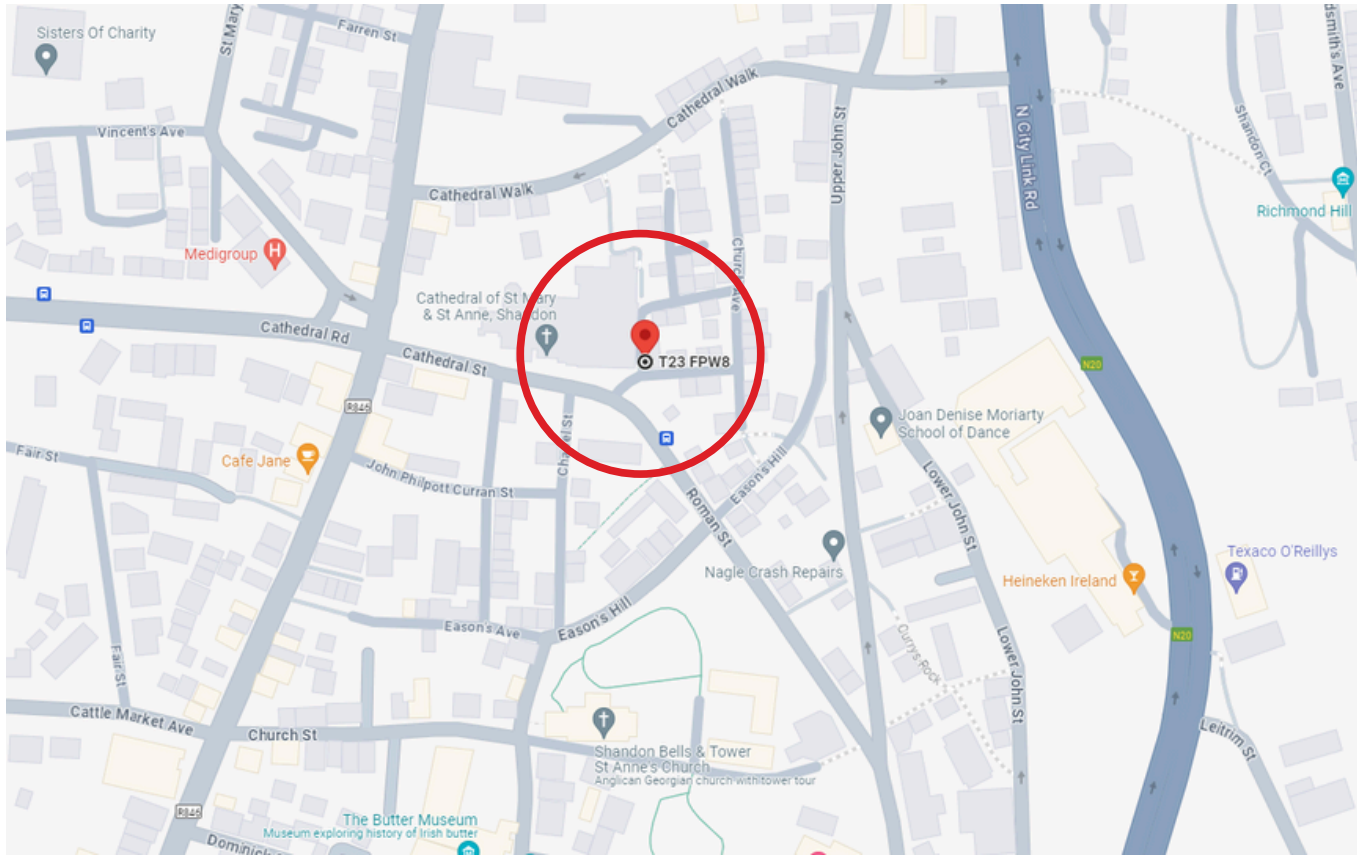 Sisters Of Charity
Farren St
St Mary
Vincent's Ave
Medigroup
H
Cathedral Walk
Cathedral Walk
Upper John St
N City Link Rd
Shandon Ct
Richmond Hill
Church Ave
Cathedral of St Mary
& St Anne, Shandon
Cathedral Rd
Cathedral St
T23 FPW8
N20
R846
Joan Denise Moriarty
School of Dance
Fair St
Cafe Jane
John Philpott Curran St
Chapel St
Roman St
Eason's Hill
Lower John St
Nagle Crash Repairs
Texaco O'Reillys
Heineken Ireland
N20
Eason's Ave
Eason's Hill
Currys Rock
Lower John St
Fair St
Cattle Market Ave
Church St
Leitrim St
Shandon Bells & Tower
St Anne's Church
Anglican Georgian church with tower tour
R846
The Butter Museum
Museum exploring history of Irish butter